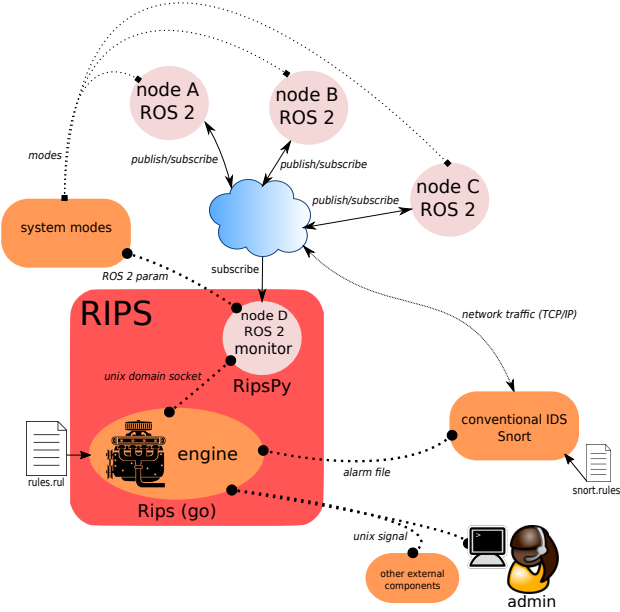 node A
ROS 2
node B
ROS 2
modes
publish/subscribe
publish/subscribe
node C
ROS 2
publish/subscribe
system modes
subscribe
ROS 2 param
RIPS
node D
ROS 2
monitor
network traffic (TCP/IP)
unix domain socket
RipsPy
conventional IDS
Snort
engine
alarm file
rules.rul
snort.rules
Rips (go)
unix signal
>_
other external
components
admin